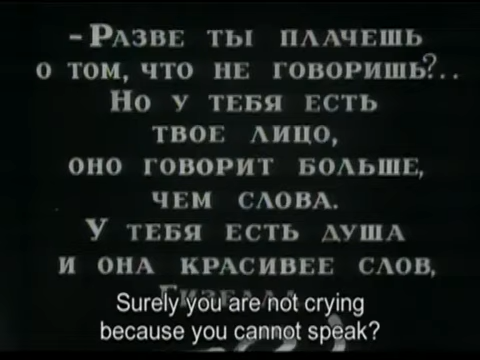 - Разве ты плачешь
о том, что не говоришь?..
Но у тебя есть
твое лицо,
оно говорит больше,
чем слова.
У тебя есть душа
и она красивее слов,
Surely you are not crying
because you cannot speak?